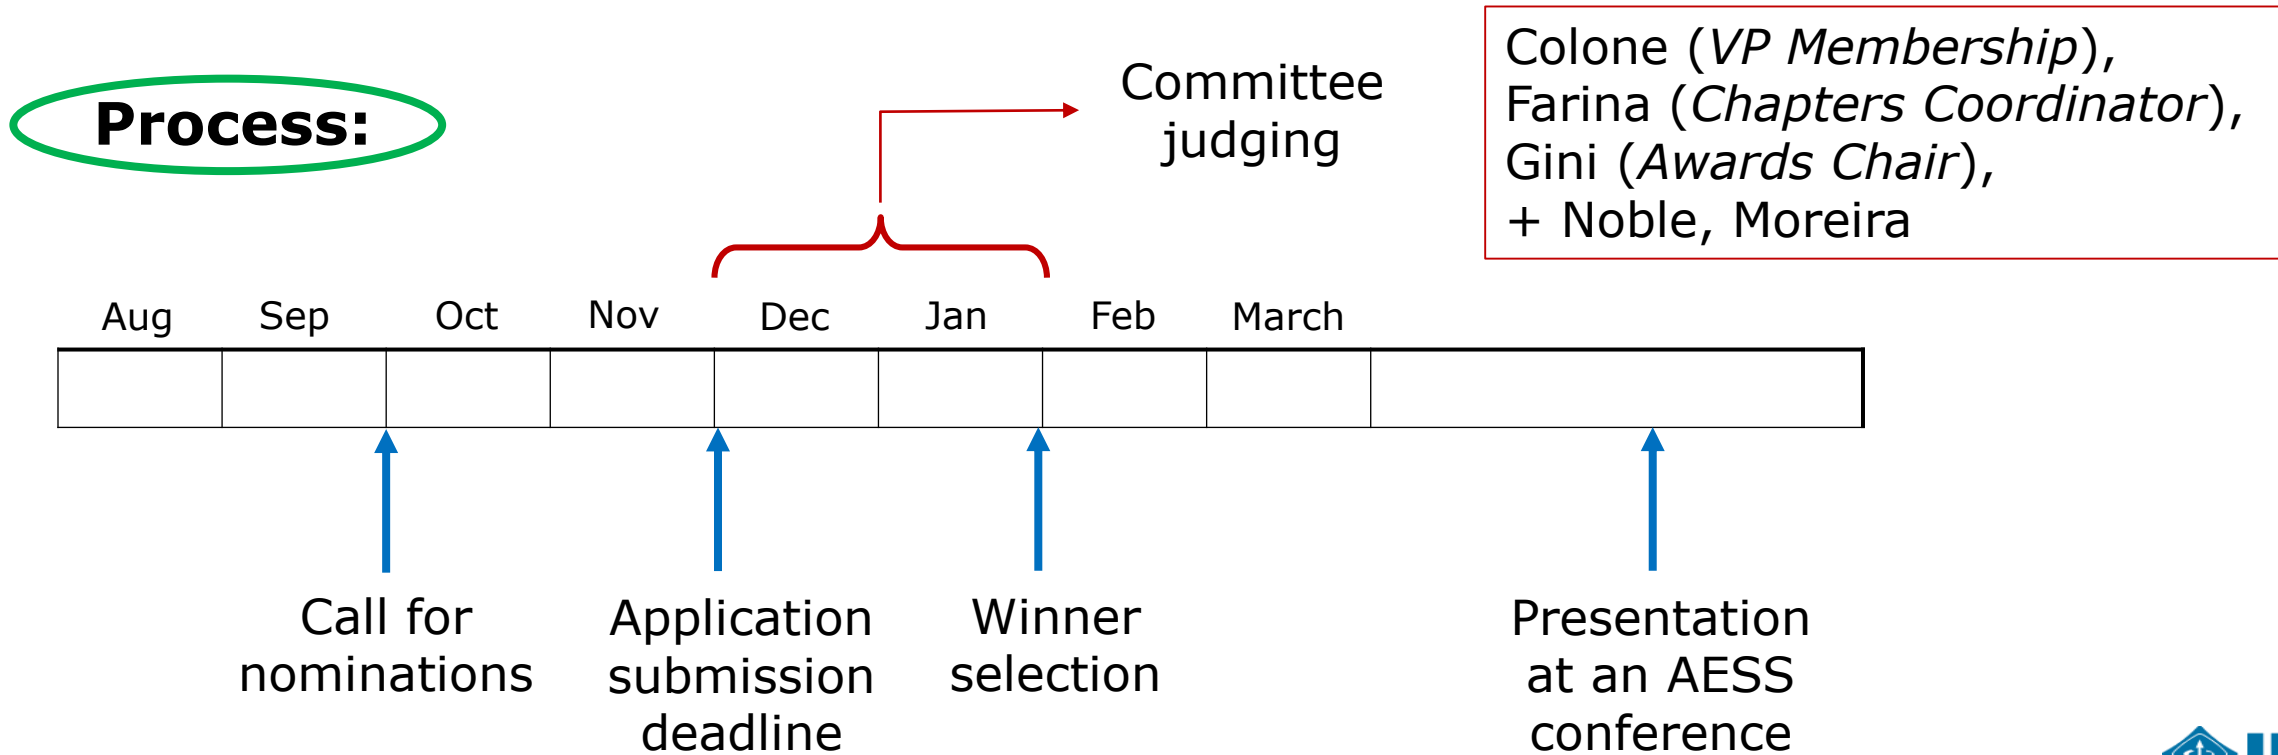 Process:
Committee
judging
Colone (VP Membership),
Farina (Chapters Coordinator),
Gini (Awards Chair),
+ Noble, Moreira
Aug Sep Oct Nov Dec Jan Feb March
Call for
nominations
Application
submission
deadline
Winner
selection
Presentation
at an AESS
conference